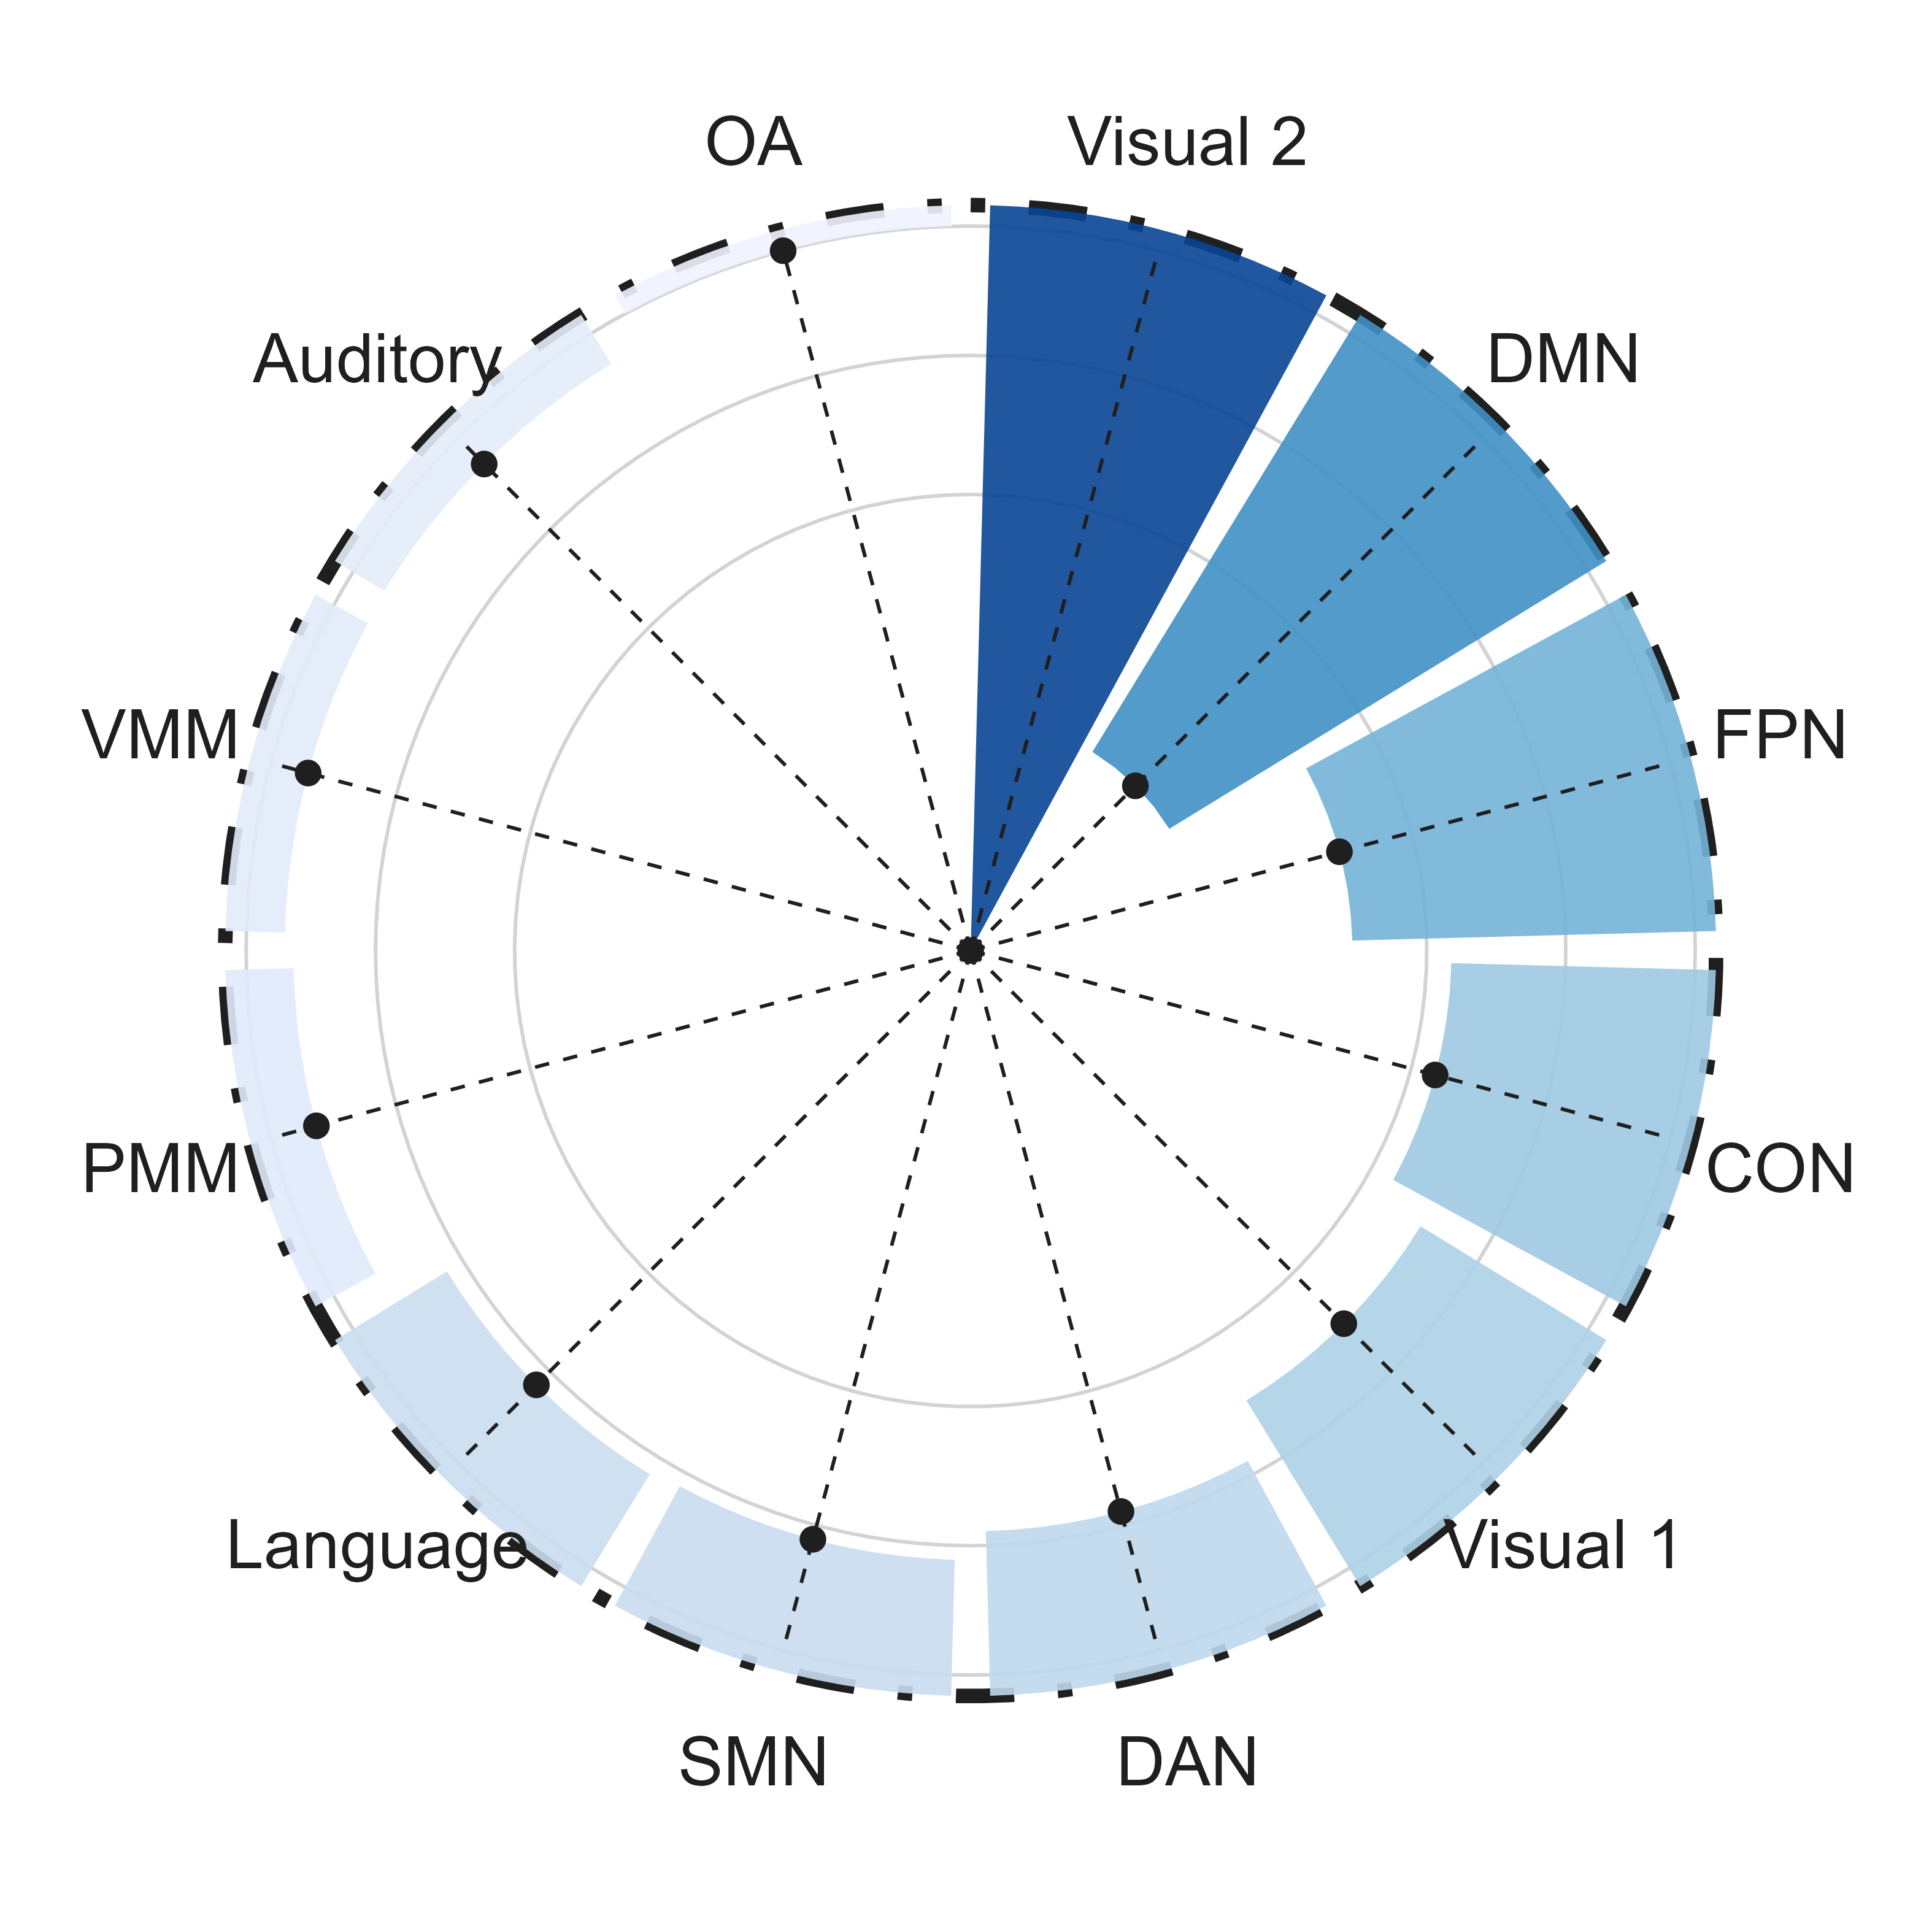 OA
Visual 2
Auditory
DMN
VMM
FPN
PMM
CON
Language
Visual 1
SMN
DAN